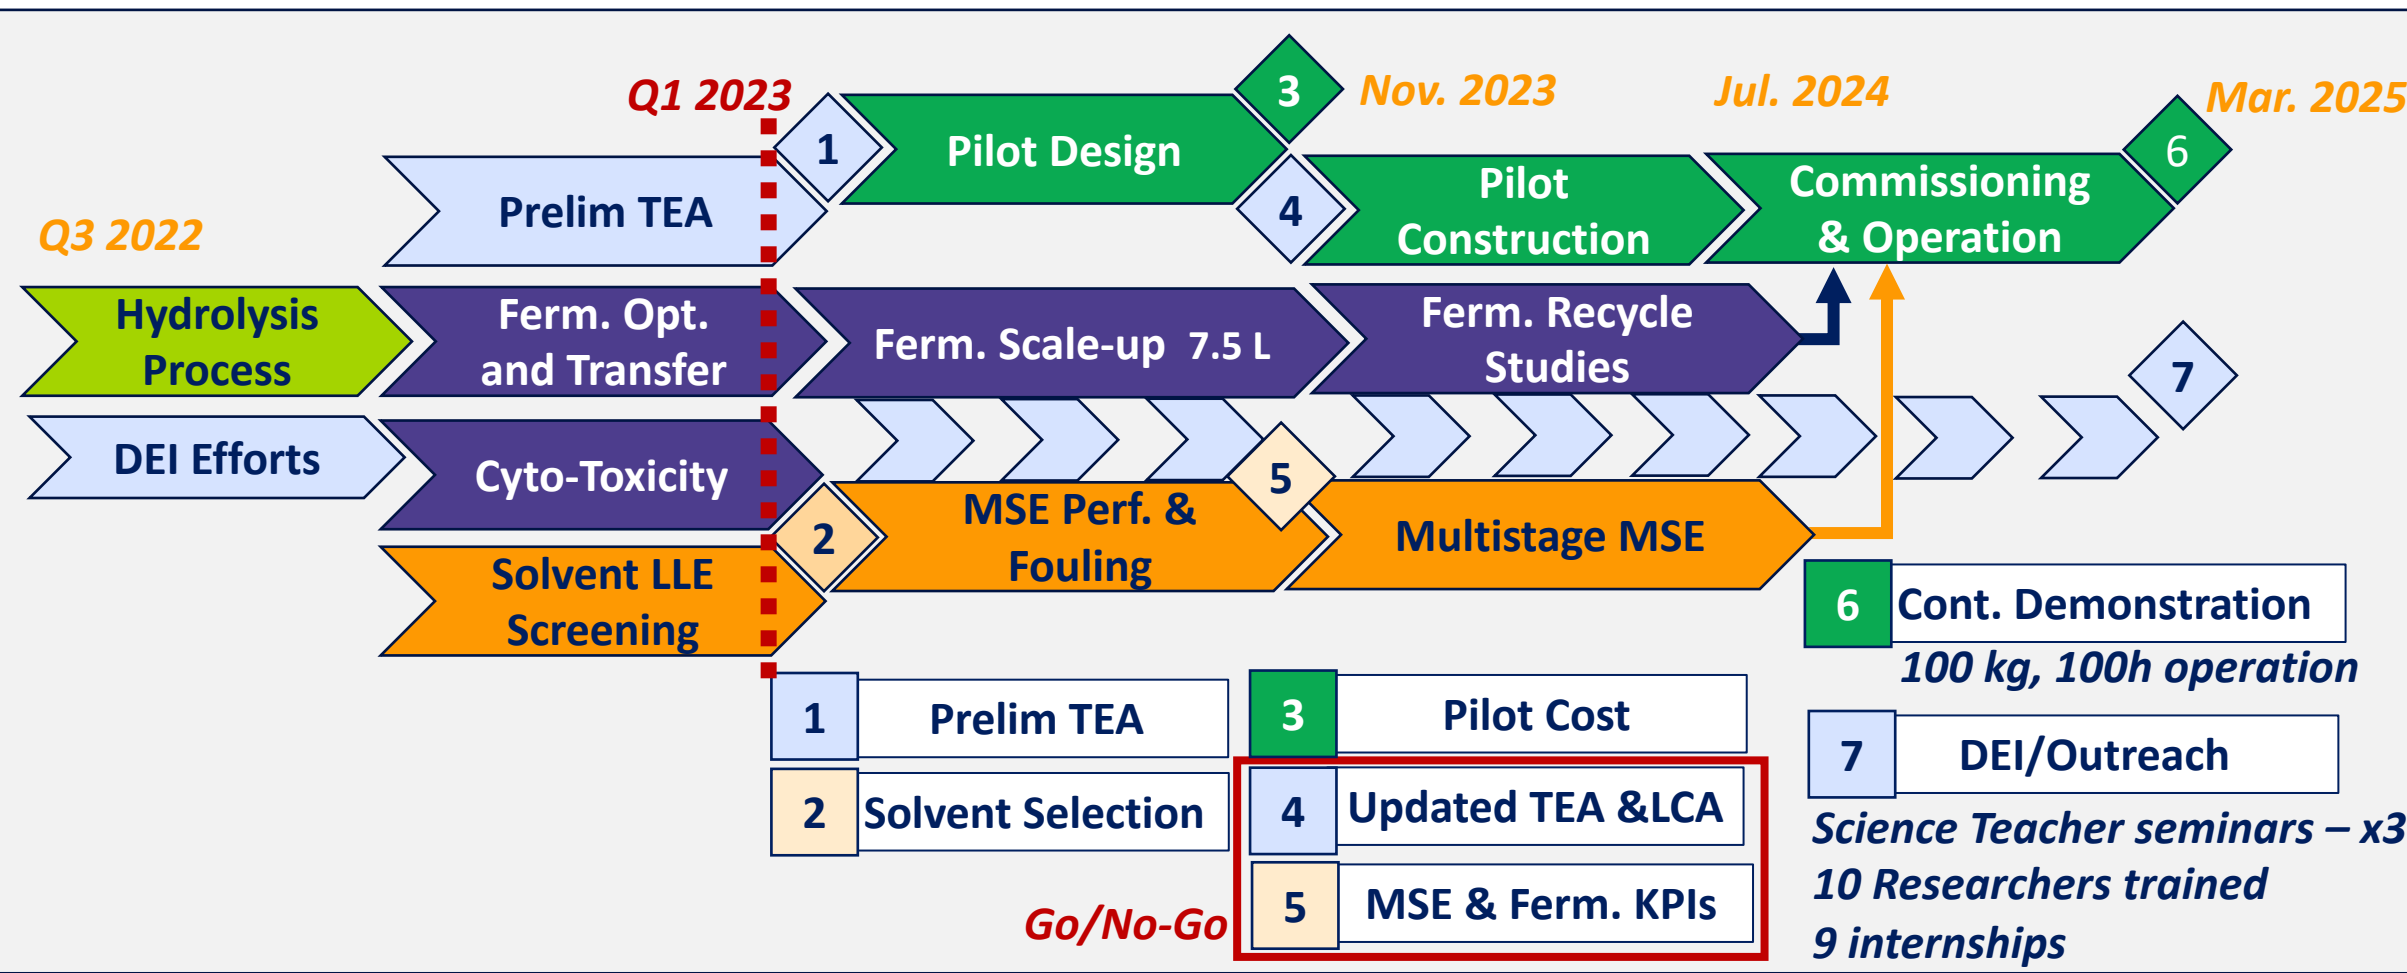 Q1 2023
3
Nov. 2023
Jul. 2024
Mar. 2025
1
Pilot Design
6
Prelim TEA
4
Pilot
Construction
Commissioning
& Operation
Q3 2022
Hydrolysis
Process
Ferm. Opt.
and Transfer
Ferm. Scale-up 7.5 L
Ferm. Recycle
Studies
7
DEI Efforts
Cyto-Toxicity
5
2
MSE Perf. &
Fouling
Multistage MSE
Solvent LLE
Screening
6 Cont. Demonstration
100 kg, 100h operation
1 Prelim TEA
3 Pilot Cost
7 DEI/Outreach
2 Solvent Selection
4 Updated TEA &LCA
Science Teacher seminars – x3
10 Researchers trained
9 internships
Go/No-Go
5 MSE & Ferm. KPIs